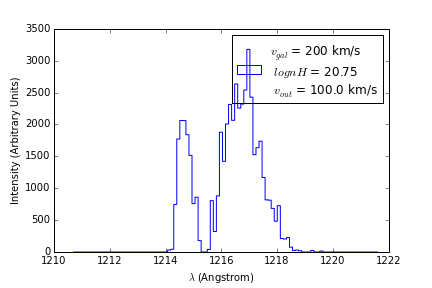 3500
3000
2500
2000
1500
1000
500
0
Intensity (Arbitrary Units)
v_gal = 200 km/s
lognH = 20.75
v_out = 100.0 km/s
1210 1212 1214 1216 1218 1220 1222
λ (Angstrom)